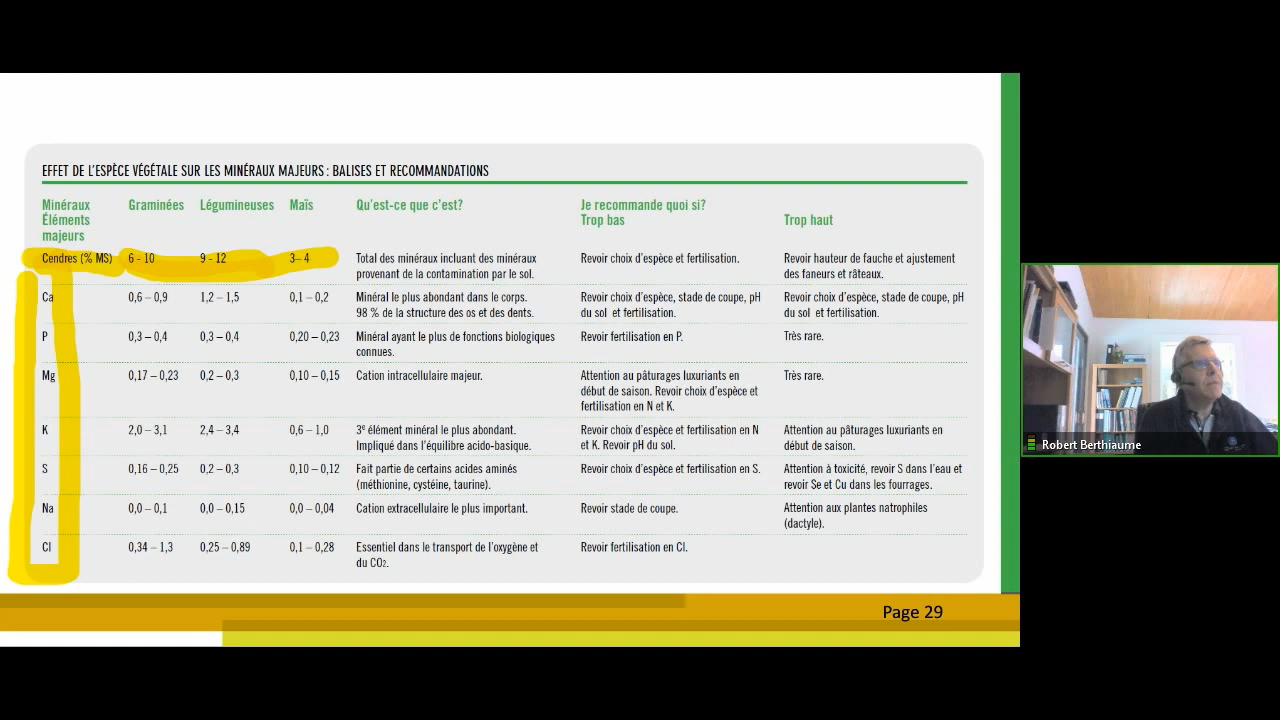 EFFET DE L'ESPÈCE VÉGÉTALE SUR LES MINÉRAUX MAJEURS : BALISES ET RECOMMANDATIONS
Minéraux Éléments majeurs Graminées Légumineuses Maïs Qu'est-ce que c'est? Je recommande quoi si? Trop bas Trop haut
Cendres (% MS) 6 - 10 9 - 12 3– 4 Total des minéraux incluant des minéraux provenant de la contamination par le sol. Revoir choix d'espèce et fertilisation. Revoir hauteur de fauche et ajustement des faneurs et râteaux.
Ca 0,6 – 0,9 1,2 – 1,5 0,1 – 0,2 Minéral le plus abondant dans le corps. 98 % de la structure des os et des dents. Revoir choix d'espèce, stade de coupe, pH du sol et fertilisation. Revoir choix d'espèce, stade de coupe, pH du sol et fertilisation.
P 0,3 – 0,4 0,3 – 0,4 0,20 – 0,23 Minéral ayant le plus de fonctions biologiques connues. Revoir fertilisation en P. Très rare.
Mg 0,17 – 0,23 0,2 – 0,3 0,10 – 0,15 Cation intracellulaire majeur. Attention au pâturages luxuriants en début de saison. Revoir choix d'espèce et fertilisation en N et K. Très rare.
K 2,0 – 3,1 2,4 – 3,4 0,6 – 1,0 3e élément minéral le plus abondant. Impliqué dans l'équilibre acido-basique. Revoir choix d'espèce et fertilisation en N et K. Revoir pH du sol. Attention au pâturages luxuriants en début de saison.
S 0,16 – 0,25 0,2 – 0,3 0,10 – 0,12 Fait partie de certains acides aminés (méthionine, cystéine, taurine). Revoir choix d'espèce et fertilisation en S. Attention à toxicité, revoir S dans l'eau et revoir Se et Cu dans les fourrages.
Na 0,0 – 0,1 0,0 – 0,15 0,0 – 0,04 Cation extracellulaire le plus important. Revoir stade de coupe. Attention aux plantes natrophiles (dactyle).
Cl 0,34 – 1,3 0,25 – 0,89 0,1 – 0,28 Essentiel dans le transport de l'oxygène et du CO2. Revoir fertilisation en Cl.
Page 29
Robert Berthiaume